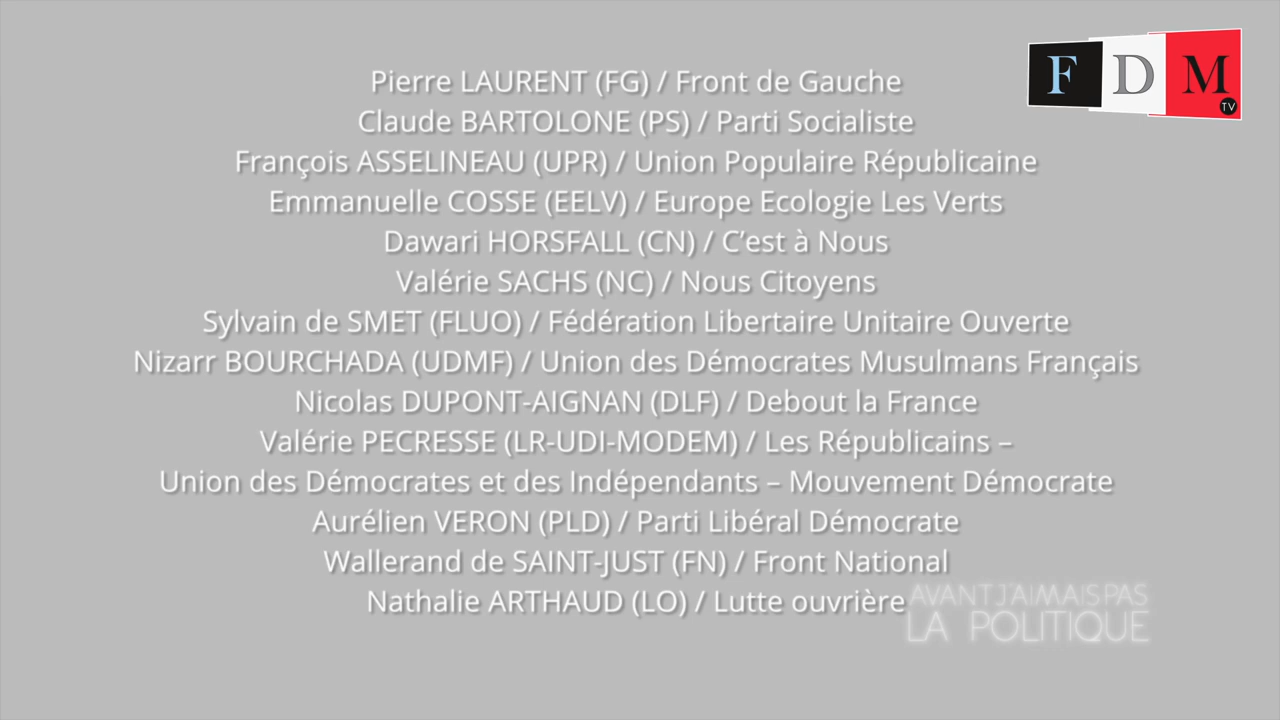 F D M
TV
Pierre LAURENT (FG) / Front de Gauche
Claude BARTOLONE (PS) / Parti Socialiste
François ASSELINEAU (UPR) / Union Populaire Républicaine
Emmanuelle COSSE (EELV) / Europe Ecologie Les Verts
Dawari HORSFALL (CN) / C’est à Nous
Valérie SACHS (NC) / Nous Citoyens
Sylvain de SMET (FLUO) / Fédération Libertaire Unitaire Ouverte
Nizarr BOURCHADA (UDMF) / Union des Démocrates Musulmans Français
Nicolas DUPONT-AIGNAN (DLF) / Debout la France
Valérie PECRESSE (LR-UDI-MODEM) / Les Républicains –
Union des Démocrates et des Indépendants – Mouvement Démocrate
Aurélien VERON (PLD) / Parti Libéral Démocrate
Wallerand de SAINT-JUST (FN) / Front National
Nathalie ARTHAUD (LO) / Lutte ouvrière
AVANT J'AIMAIS PAS
LA POLITIQUE